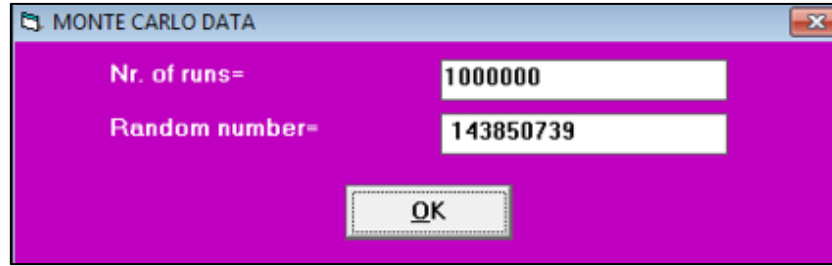 MONTE CARLO DATA
Nr. of runs= 1000000
Random number= 143850739
OK